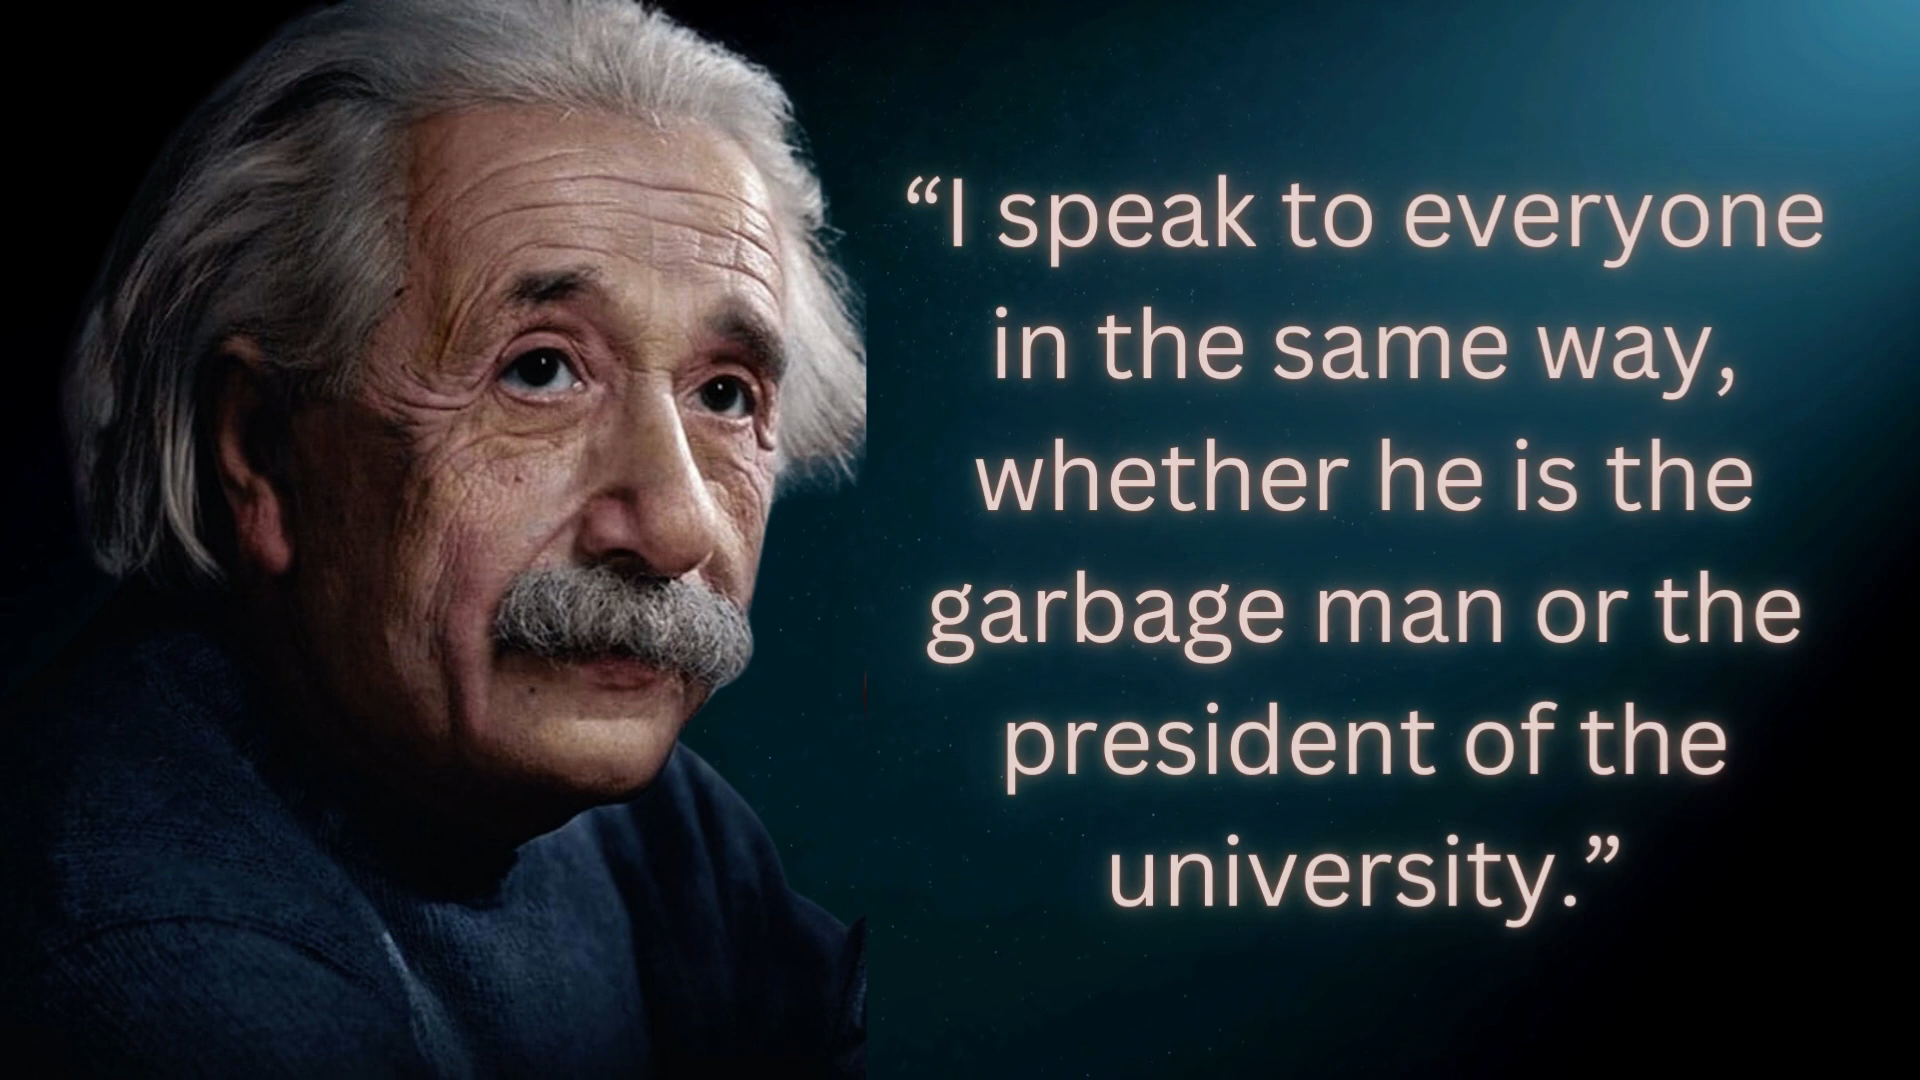 “I speak to everyone
in the same way,
whether he is the
garbage man or the
president of the
university.”